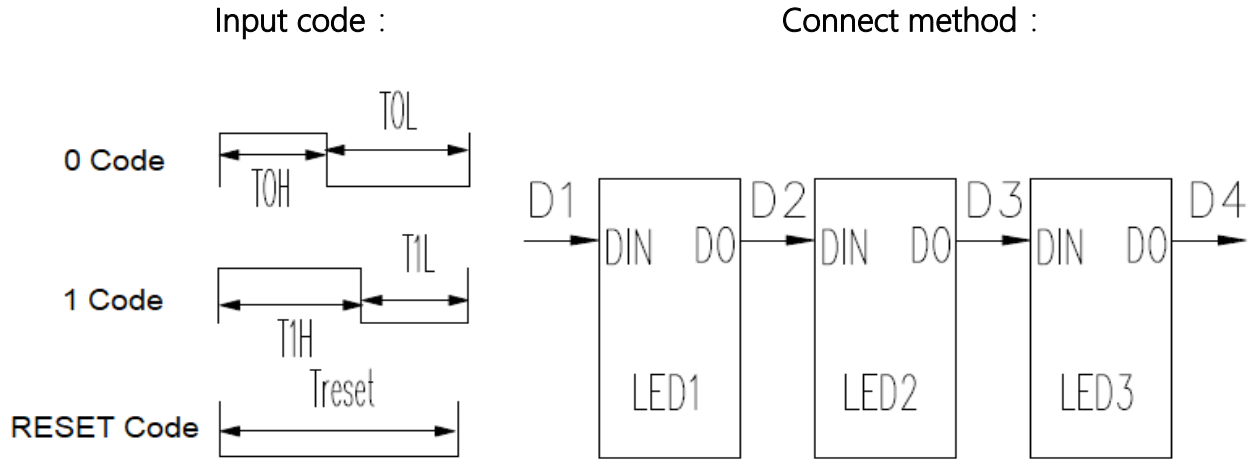 Input code :
T0L
0 Code
T0H
T1L
1 Code
T1H
Treset
RESET Code
Connect method :
D1 D2 D3 D4
DIN DO DIN DO DIN DO
LED1 LED2 LED3